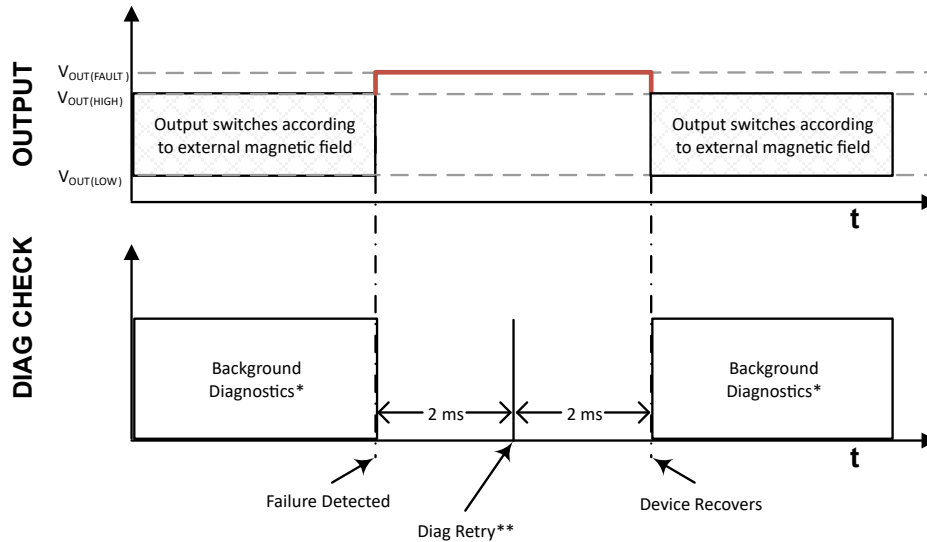 OUTPUT
VOUT(FAULT)
VOUT(HIGH)
VOUT(LOW)
Output switches according
to external magnetic field
Output switches according
to external magnetic field
t
DIAG CHECK
Background
Diagnostics*
2 ms
2 ms
Background
Diagnostics*
t
Failure Detected
Diag Retry**
Device Recovers